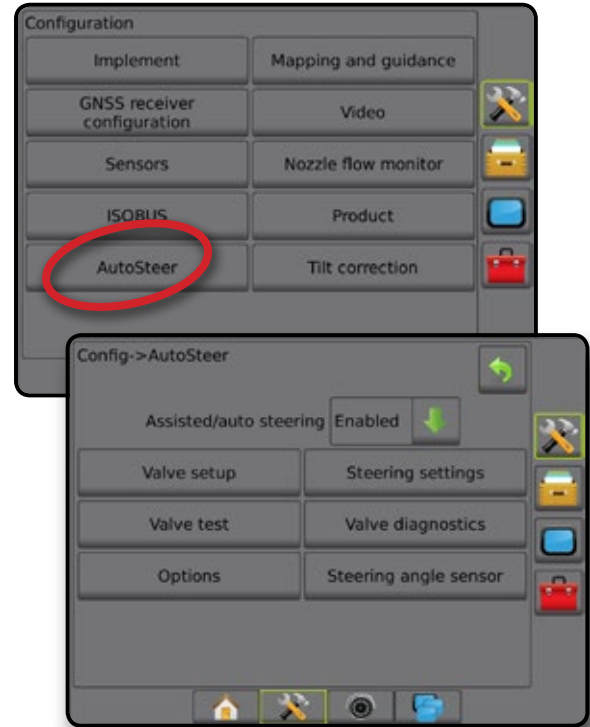 Configuration
Implement
Mapping and guidance
GNSS receiver
configuration
Video
Sensors
Nozzle flow monitor
ISOBUS
Product
AutoSteer
Tilt correction
Config->AutoSteer
Assisted/auto steering Enabled
Valve setup
Steering settings
Valve test
Valve diagnostics
Options
Steering angle sensor